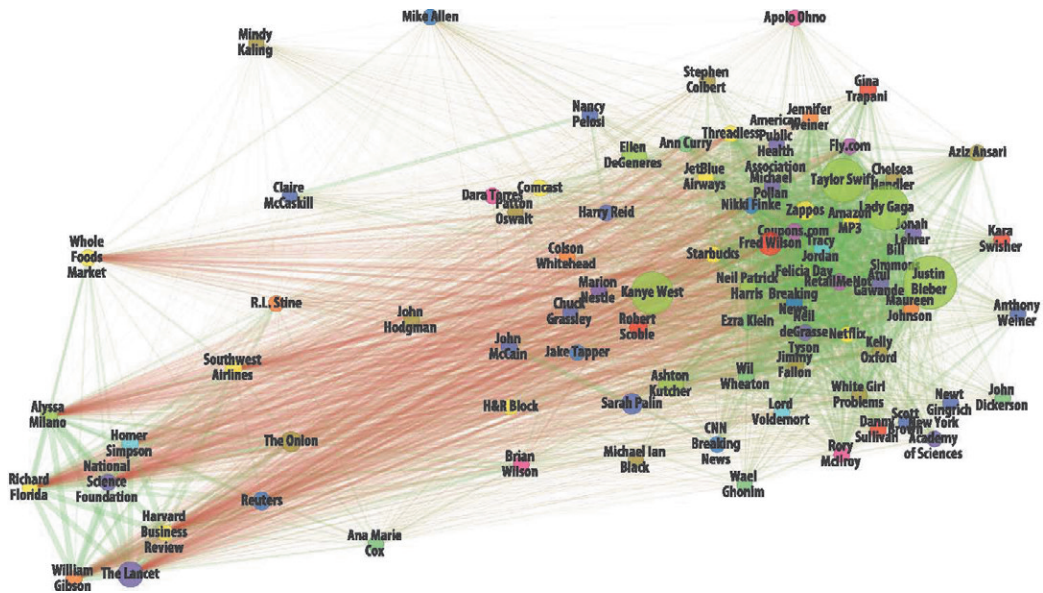 Mike Allen
Apolo Ohno
Mindy
Kaling
Stephen
Colbert
Gina
Trapani
Nancy
Pelosi
Jennifer
Weiner
American
Public
Health
Association
Threadless
Ann Curry
Fly.com
Aziz Ansari
Ellen
DeGeneres
JetBlue
Airways
Michael
Pollan
Taylor Swift
Chelsea
Handler
Claire
McCaskill
Dara Torres
Comcast
Patton
Oswalt
Harry Reid
Nikki Finke
Zappos
Amazon
MP3
Lady Gaga
Whole
Foods
Market
Colson
Whitehead
Starbucks
Coupons.com
Fred Wilson
Tracy
Jordan
Jonah
Lehrer
Bill
Simmons
Kara
Swisher
Marion
Nestle
Kanye West
Neil Patrick
Harris
Felicia Day
RetailMeNot
Atul
Gawande
Justin
Bieber
R.L. Stine
John
Hodgman
Chuck
Grassley
Robert
Scoble
Breaking
News
Ezra Klein
Neil
deGrasse
Tyson
Maureen
Johnson
Anthony
Weiner
John
McCain
Jake Tapper
Netflix
Kelly
Oxford
Jimmy
Fallon
Southwest
Airlines
Ashton
Kutcher
Wil
Wheaton
Alyssa
Milano
H&R Block
Sarah Palin
Lord
Voldemort
White Girl
Problems
Newt
Gingrich
John
Dickerson
Homer
Simpson
The Onion
CNN
Breaking
News
Danny
Sullivan
Scott
Brown
New York
Academy
of Sciences
Richard
Florida
National
Science
Foundation
Brian
Wilson
Michael Ian
Black
Rory
McIlroy
Reuters
Wael
Ghonim
Harvard
Business
Review
Ana Marie
Cox
William
Gibson
The Lancet